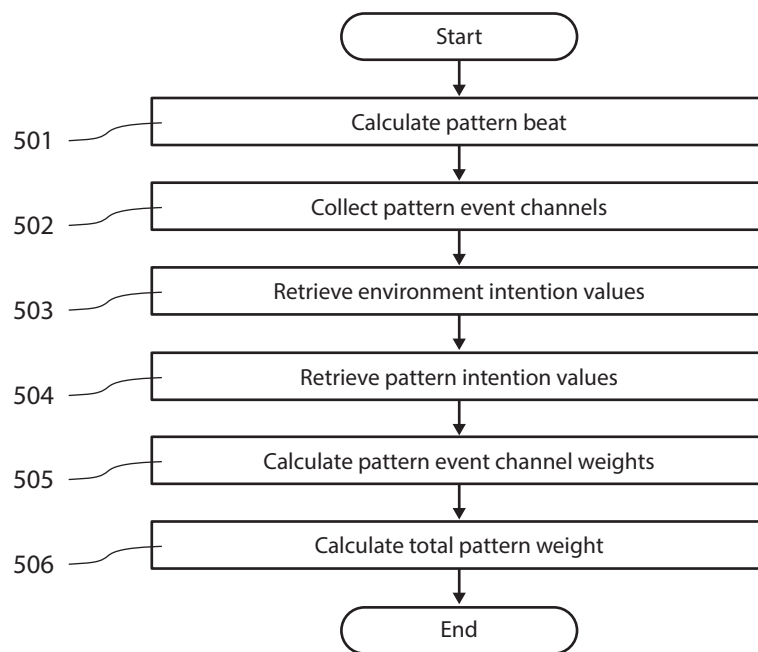 Start
501
Calculate pattern beat
502
Collect pattern event channels
503
Retrieve environment intention values
504
Retrieve pattern intention values
505
Calculate pattern event channel weights
506
Calculate total pattern weight
End